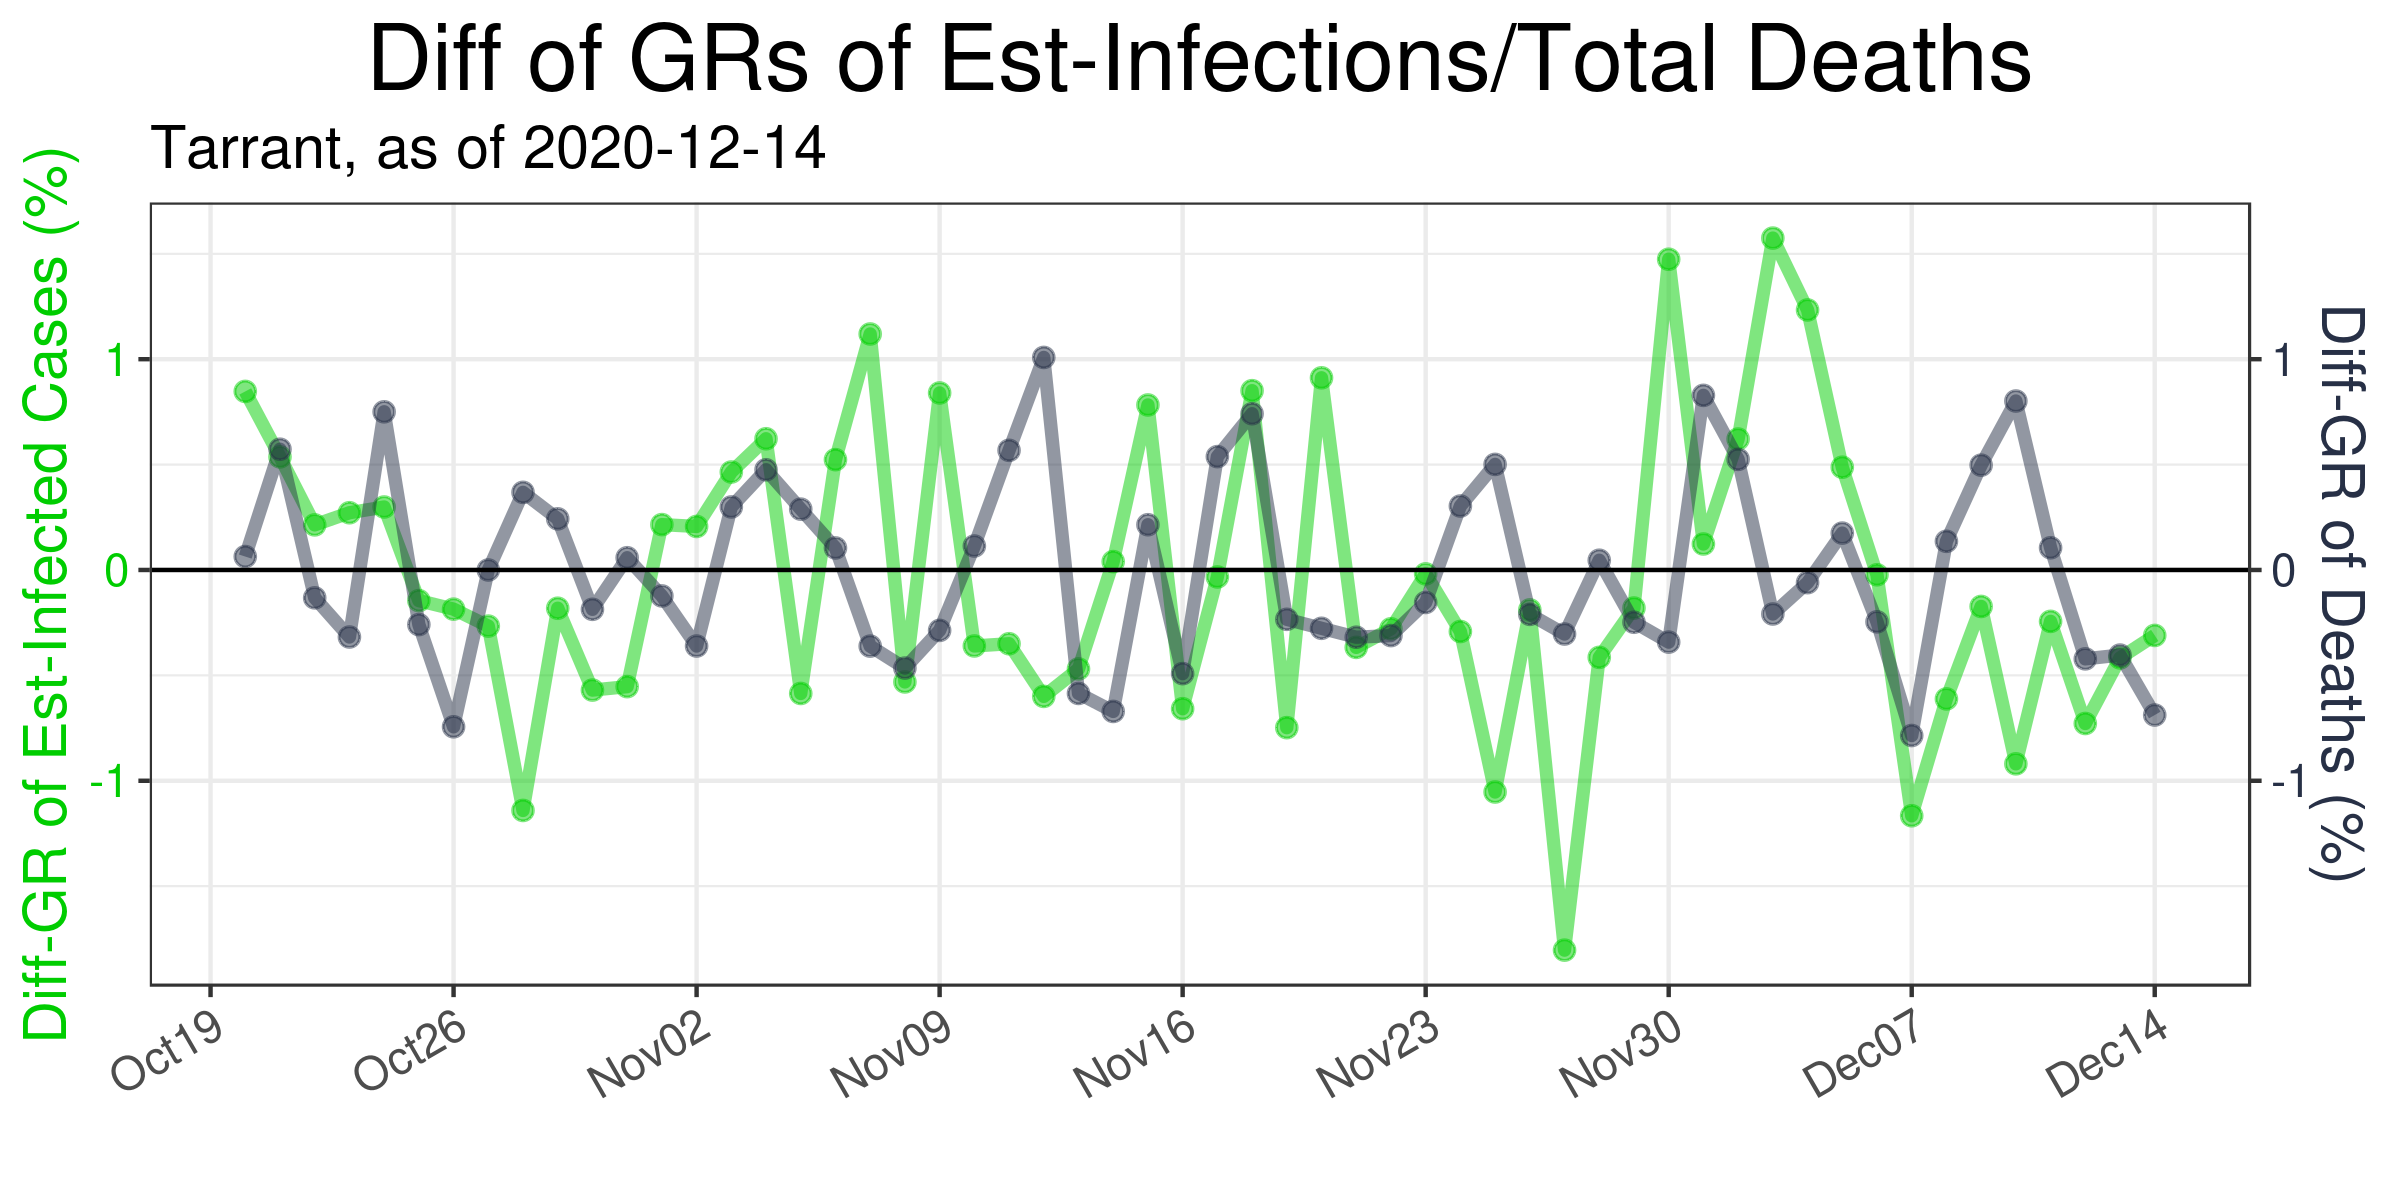 Diff of GRs of Est-Infections/Total Deaths
Tarrant, as of 2020-12-14
Diff-GR of Est-Infected Cases (%)
1
0
-1
1
0
-1
Diff-GR of Deaths (%)
Oct19
Oct26
Nov02
Nov09
Nov16
Nov23
Nov30
Dec07
Dec14